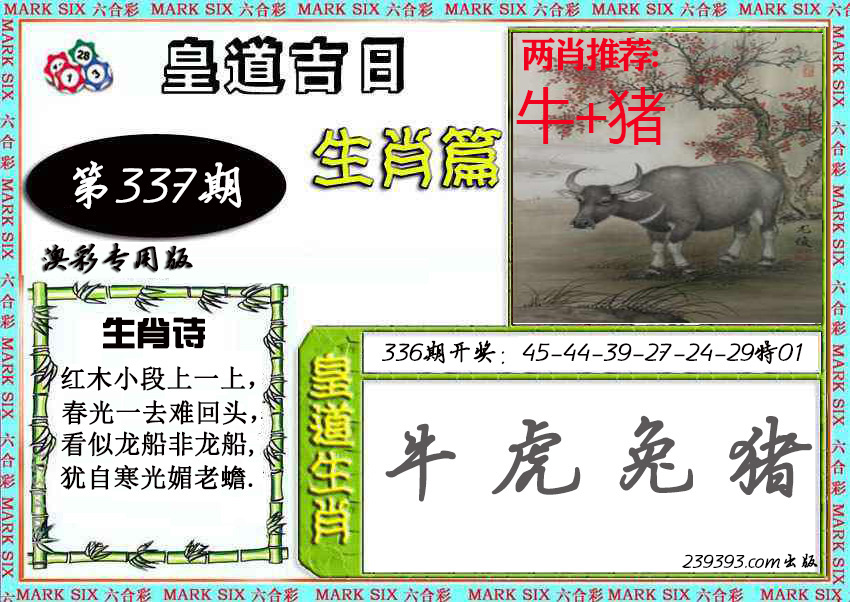 MARK SIX 六合彩 MARK SIX 六合彩 MARK SIX 六合彩 MARK SIX 六合彩 MARK SIX 六合彩 MARK SIX 六合彩
28
1
3
皇道吉日
生肖篇
第337期
澳彩专用版
两肖推荐:
牛+猪
生肖诗
红木小段上一上，
春光一去难回头，
看似龙船非龙船,
犹自寒光媚老蟾.
皇道生肖
336期开奖：45-44-39-27-24-29特01
牛 虎 兔 猪
239393.com出版
MARK SIX 六合彩 MARK SIX 六合彩 MARK SIX 六合彩 MARK SIX 六合彩 MARK SIX 六合彩 MARK SIX 六合彩